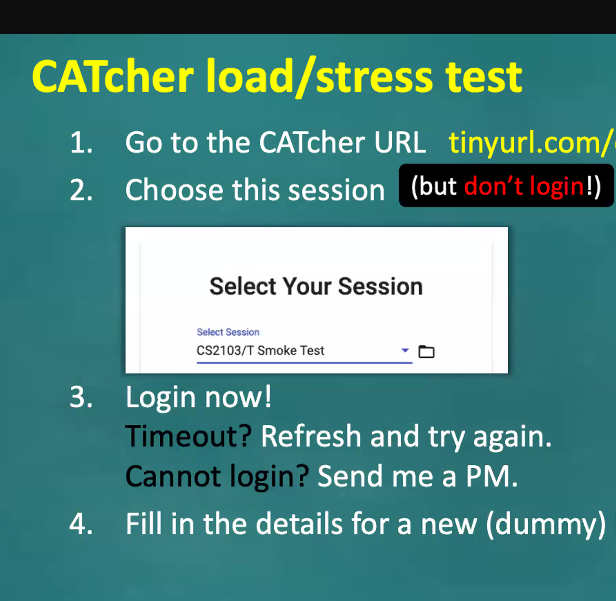 CATcher load/stress test
1. Go to the CATcher URL tinyurl.com/
2. Choose this session (but don't login!)
Select Your Session
Select Session
CS2103/T Smoke Test
3. Login now!
Timeout? Refresh and try again.
Cannot login? Send me a PM.
4. Fill in the details for a new (dummy)